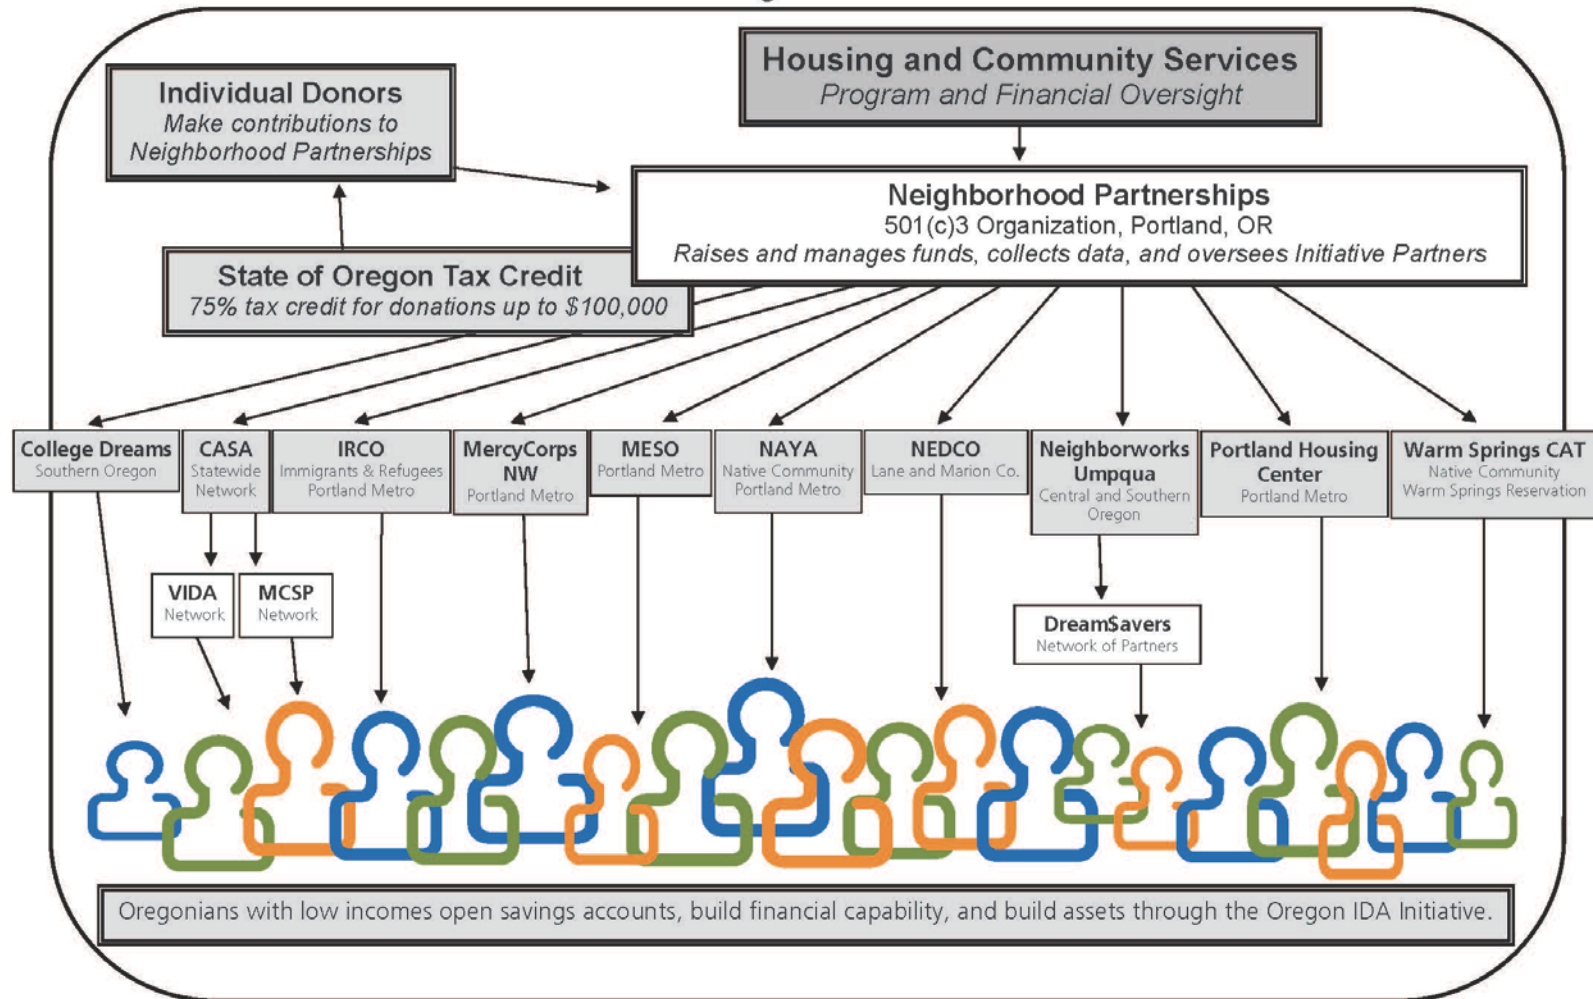 Housing and Community Services
Program and Financial Oversight
Individual Donors
Make contributions to
Neighborhood Partnerships
Neighborhood Partnerships
501(c)3 Organization, Portland, OR
Raises and manages funds, collects data, and oversees Initiative Partners
State of Oregon Tax Credit
75% tax credit for donations up to $100,000
College Dreams
Southern Oregon
CASA
Statewide
Network
IRCO
Immigrants & Refugees
Portland Metro
MercyCorps
NW
Portland Metro
MESO
Portland Metro
NAYA
Native Community
Portland Metro
NEDCO
Lane and Marion Co.
Neighborworks
Umpqua
Central and Southern
Oregon
Portland Housing
Center
Portland Metro
Warm Springs CAT
Native Community
Warm Springs Reservation
VIDA
Network
MCSP
Network
Dream$avers
Network of Partners
Oregonians with low incomes open savings accounts, build financial capability, and build assets through the Oregon IDA Initiative.